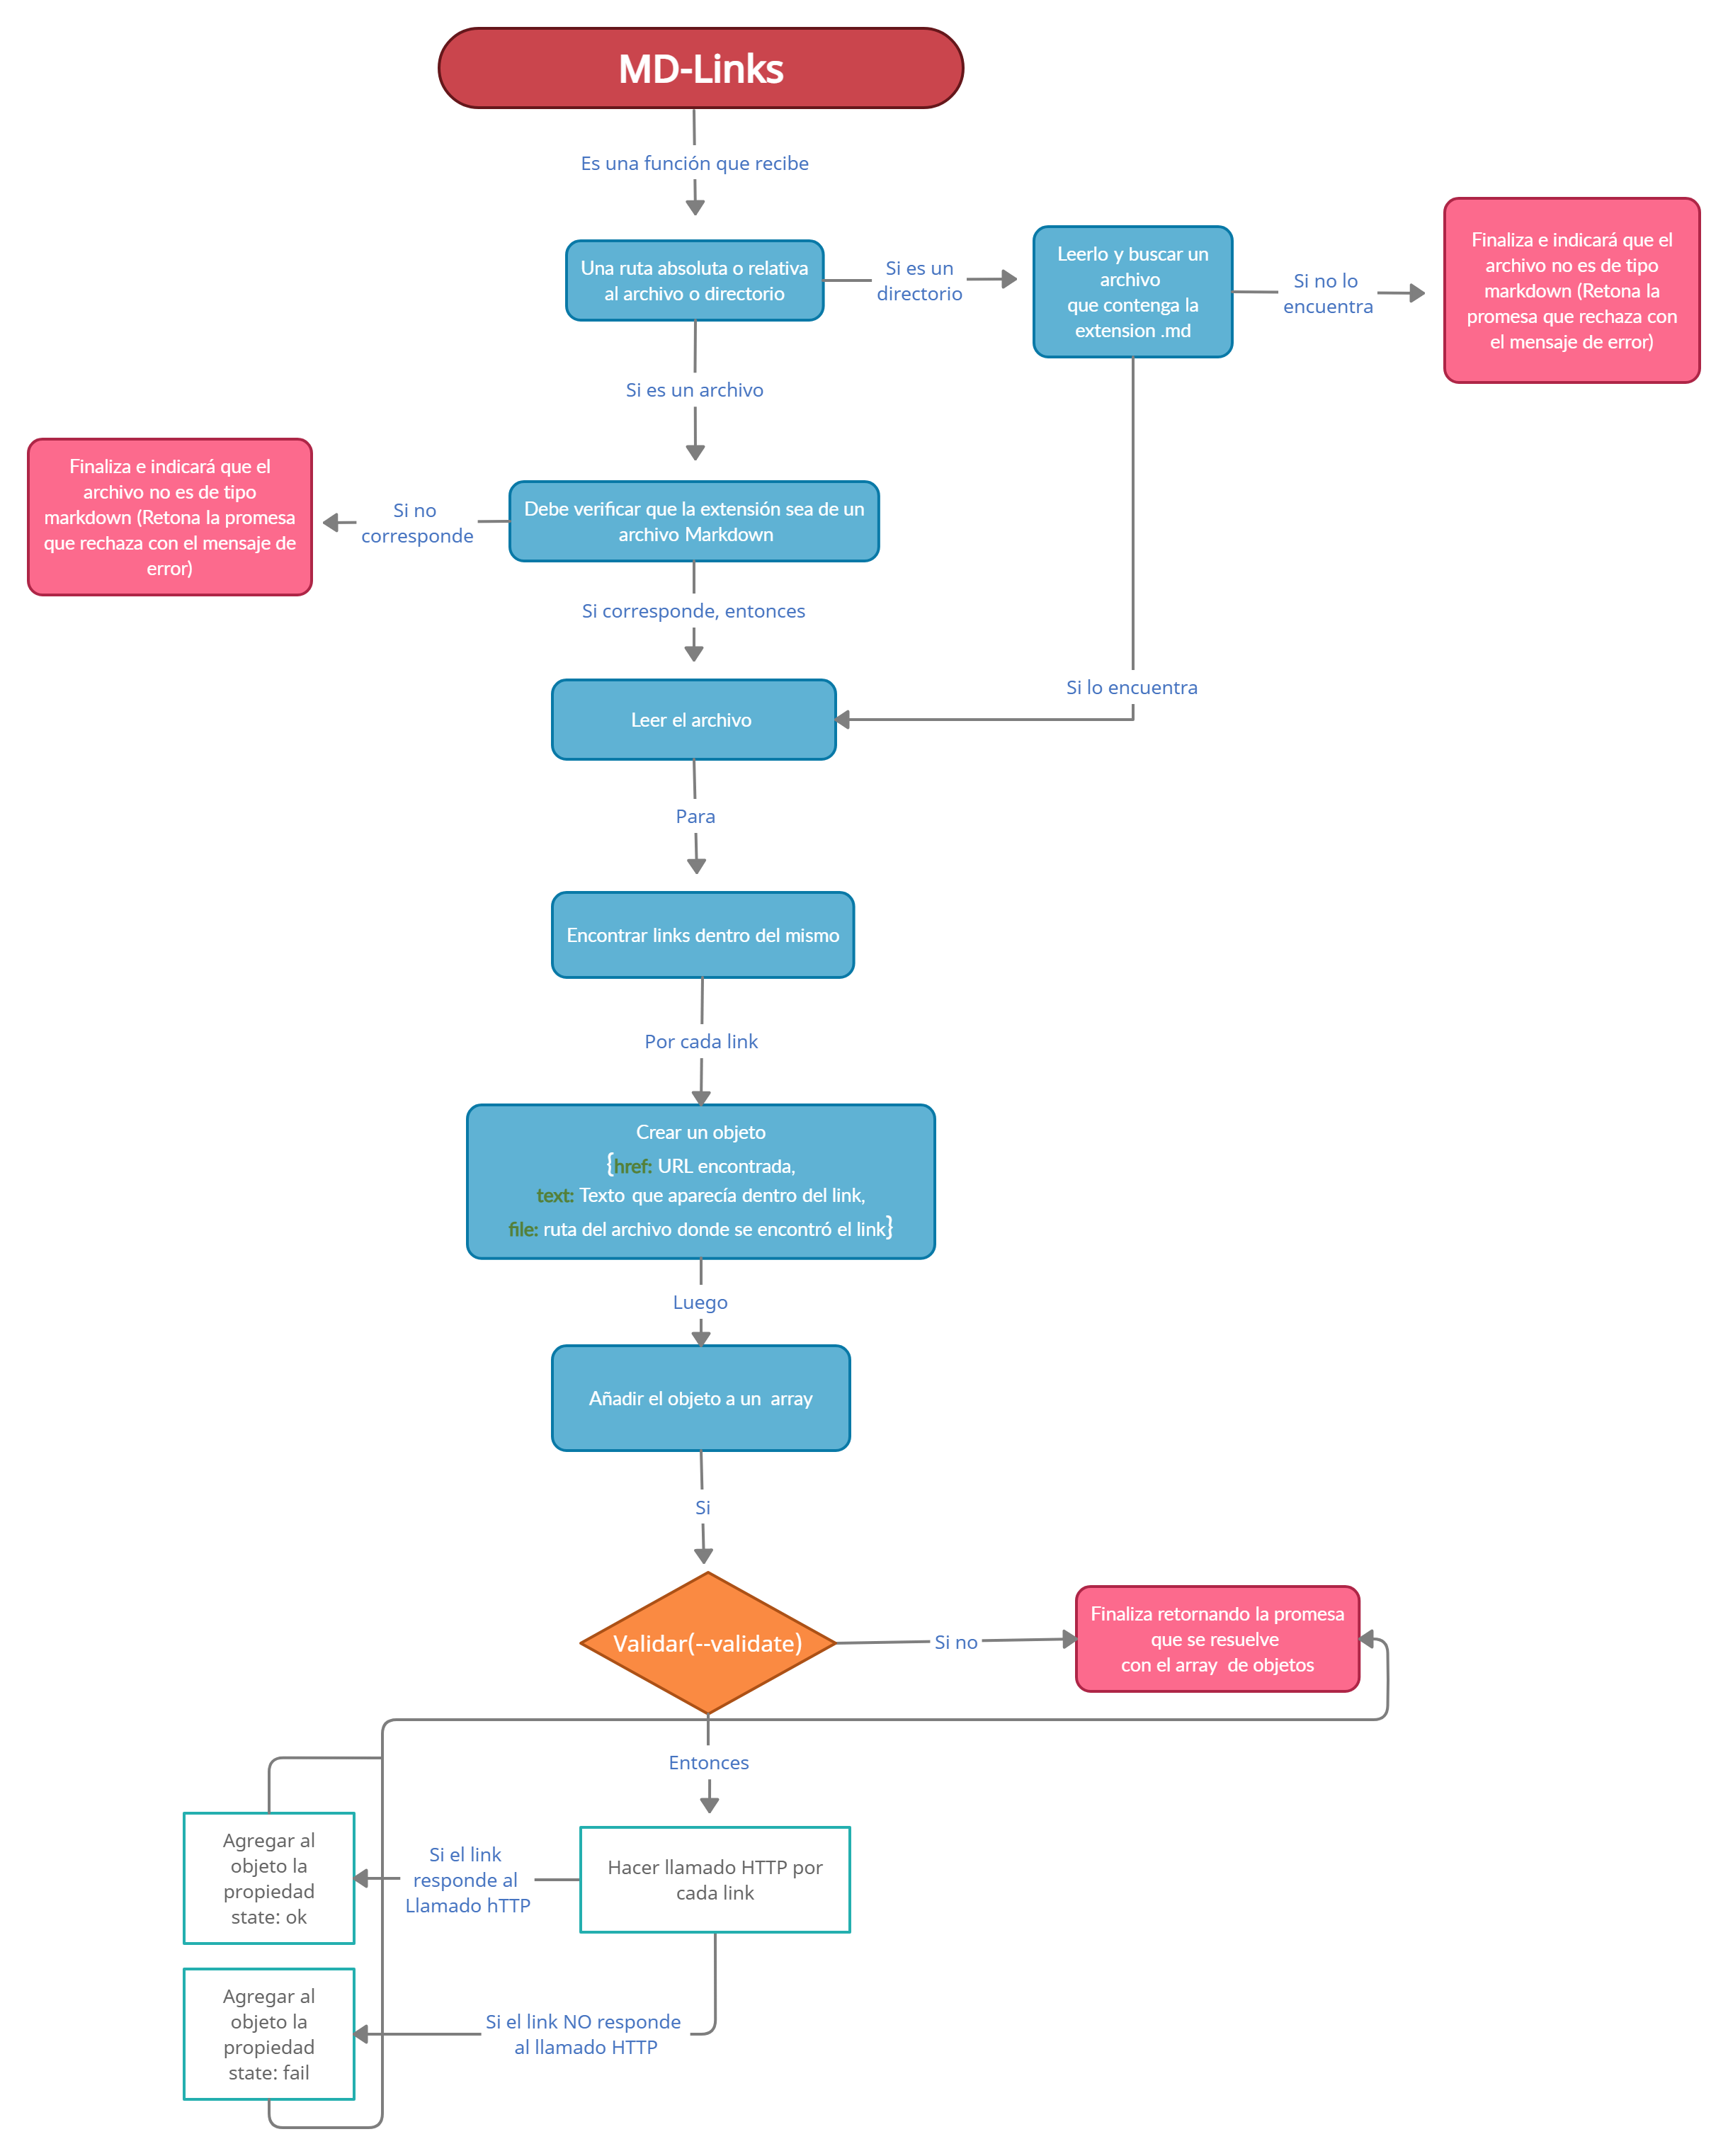 MD-Links
Es una función que recibe
Una ruta absoluta o relativa
al archivo o directorio
Si es un
directorio
Leerlo y buscar un
archivo
que contenga la
extension .md
Si no lo
encuentra
Finaliza e indicará que el
archivo no es de tipo
markdown (Retona la
promesa que rechaza con
el mensaje de error)
Si es un archivo
Debe verificar que la extensión sea de un
archivo Markdown
Si no
corresponde
Finaliza e indicará que el
archivo no es de tipo
markdown (Retona la promesa
que rechaza con el mensaje de
error)
Si corresponde, entonces
Si lo encuentra
Leer el archivo
Para
Encontrar links dentro del mismo
Por cada link
Crear un objeto
{href: URL encontrada,
text: Texto que aparecía dentro del link,
file: ruta del archivo donde se encontró el link}
Luego
Añadir el objeto a un array
Si
Validar(--validate)
Si no
Finaliza retornando la promesa
que se resuelve
con el array de objetos
Entonces
Hacer llamado HTTP por
cada link
Si el link
responde al
Llamado hTTP
Agregar al
objeto la
propiedad
state: ok
Si el link NO responde
al llamado HTTP
Agregar al
objeto la
propiedad
state: fail